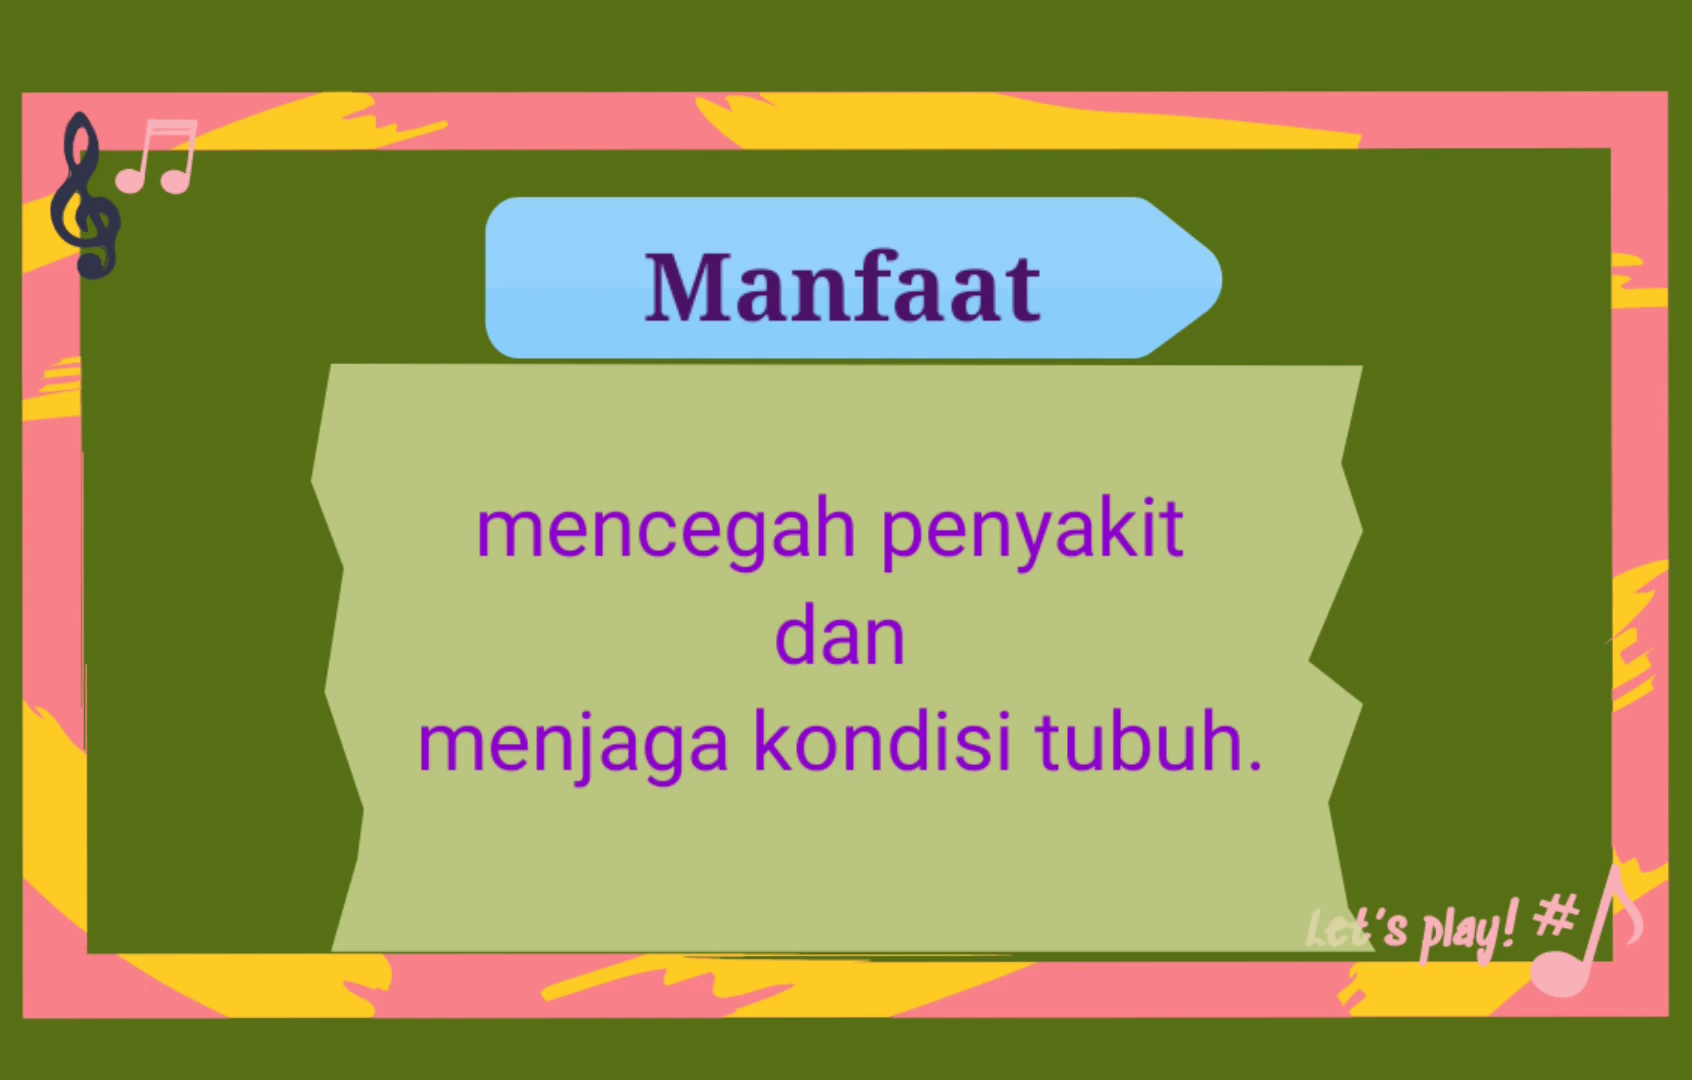 Manfaat
mencegah penyakit
dan
menjaga kondisi tubuh.
Let's play!